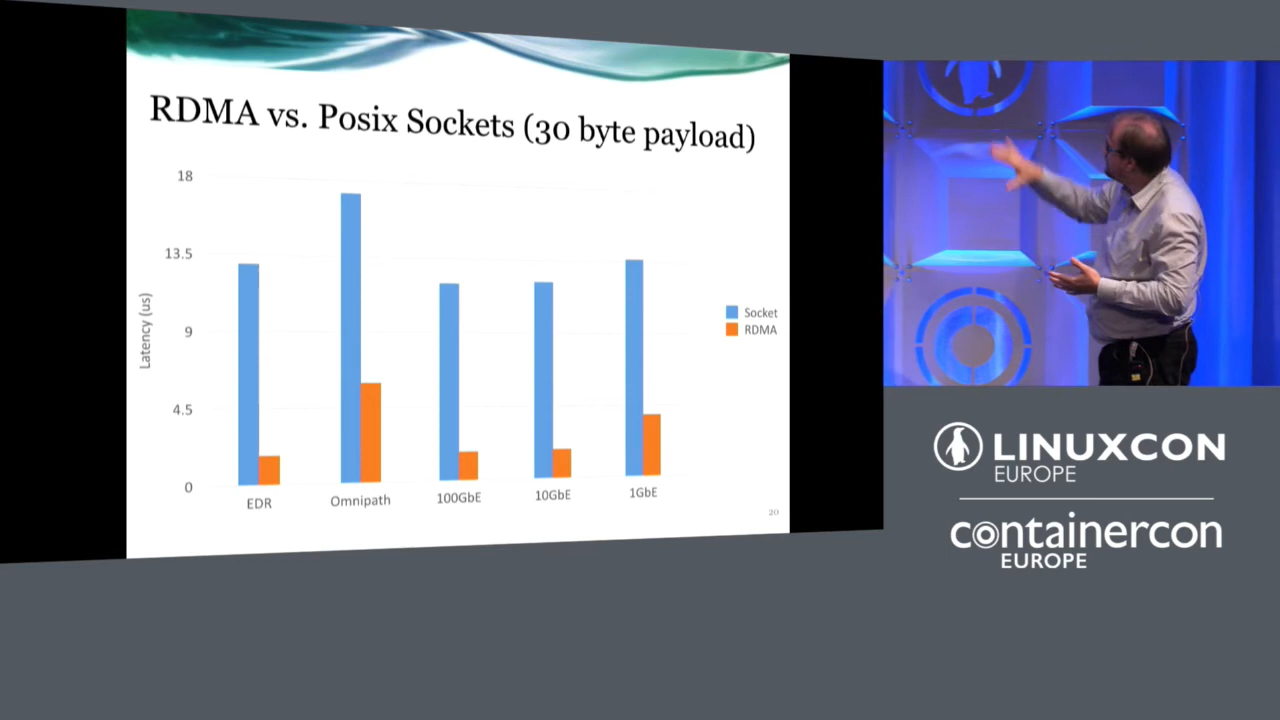 RDMA vs. Posix Sockets (30 byte payload)
18
13.5
9
4.5
0
Latency (us)
Socket
RDMA
EDR
Omnipath
100GbE
10GbE
1GbE
20
LINUXCON
EUROPE
containercon
EUROPE